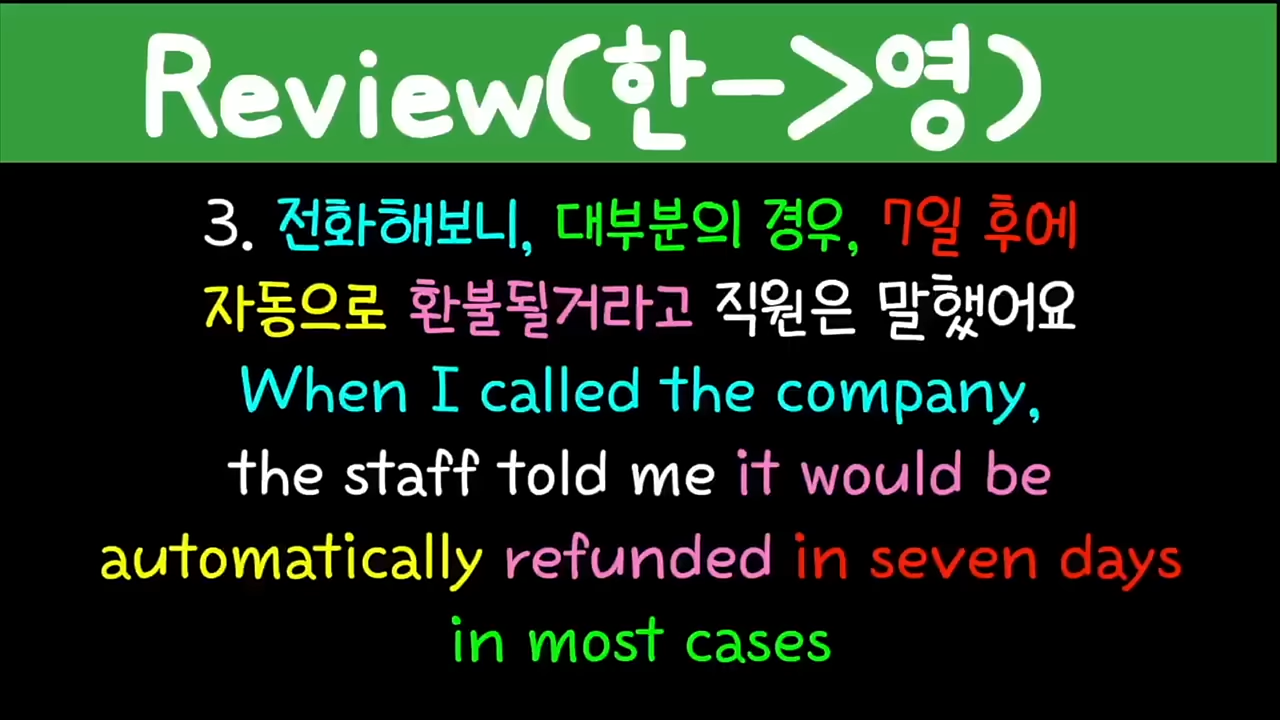 Review(한->영)
3. 전화해보니, 대부분의 경우, 7일 후에
자동으로 환불될거라고 직원은 말했어요
When I called the company,
the staff told me it would be
automatically refunded in seven days
in most cases